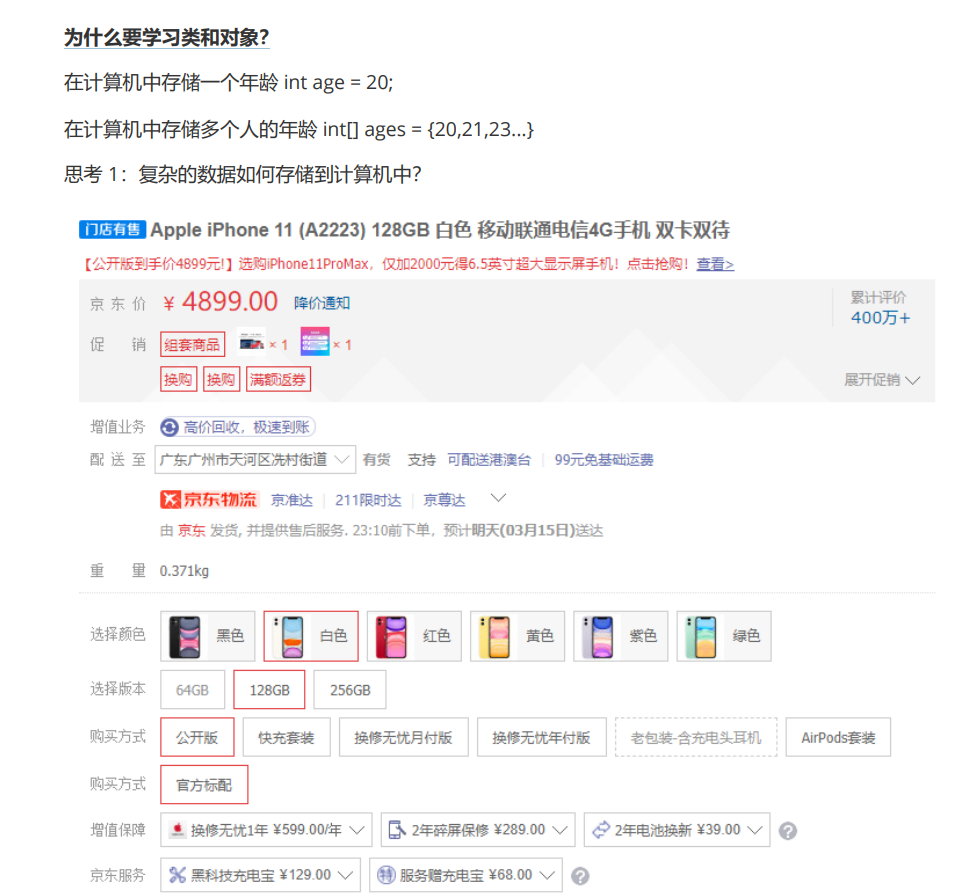 为什么要学习类和对象?
在计算机中存储一个年龄 int age = 20;
在计算机中存储多个人的年龄 int[] ages = {20,21,23...}
思考 1：复杂的数据如何存储到计算机中?
门店有售 Apple iPhone 11 (A2223) 128GB 白色 移动联通电信4G手机 双卡双待
【公开版到手价4899元!】选购iPhone11ProMax，仅加2000元得6.5英寸超大显示屏手机！点击抢购！查看>
京东价 ¥ 4899.00 降价通知 累计评价
400万+
促销 组套商品 × 1 × 1
换购 换购 满额返券 展开促销
增值业务 高价回收，极速到账
配送至 广东广州市天河区冼村街道 有货 支持 可配送港澳台 | 99元免基础运费
京东物流 京准达 | 211限时达 | 京尊达
由 京东 发货, 并提供售后服务. 23:10前下单，预计明天(03月15日)送达
重量 0.371kg
选择颜色 黑色 白色 红色 黄色 紫色 绿色
选择版本 64GB 128GB 256GB
购买方式 公开版 快充套装 换修无忧月付版 换修无忧年付版 老包装-含充电头耳机 AirPods套装
购买方式 官方标配
增值保障 换修无忧1年 ¥599.00/年 2年碎屏保修 ¥289.00 2年电池换新 ¥39.00 ?
京东服务 黑科技充电宝 ¥129.00 特 服务赠充电宝 ¥68.00 ?